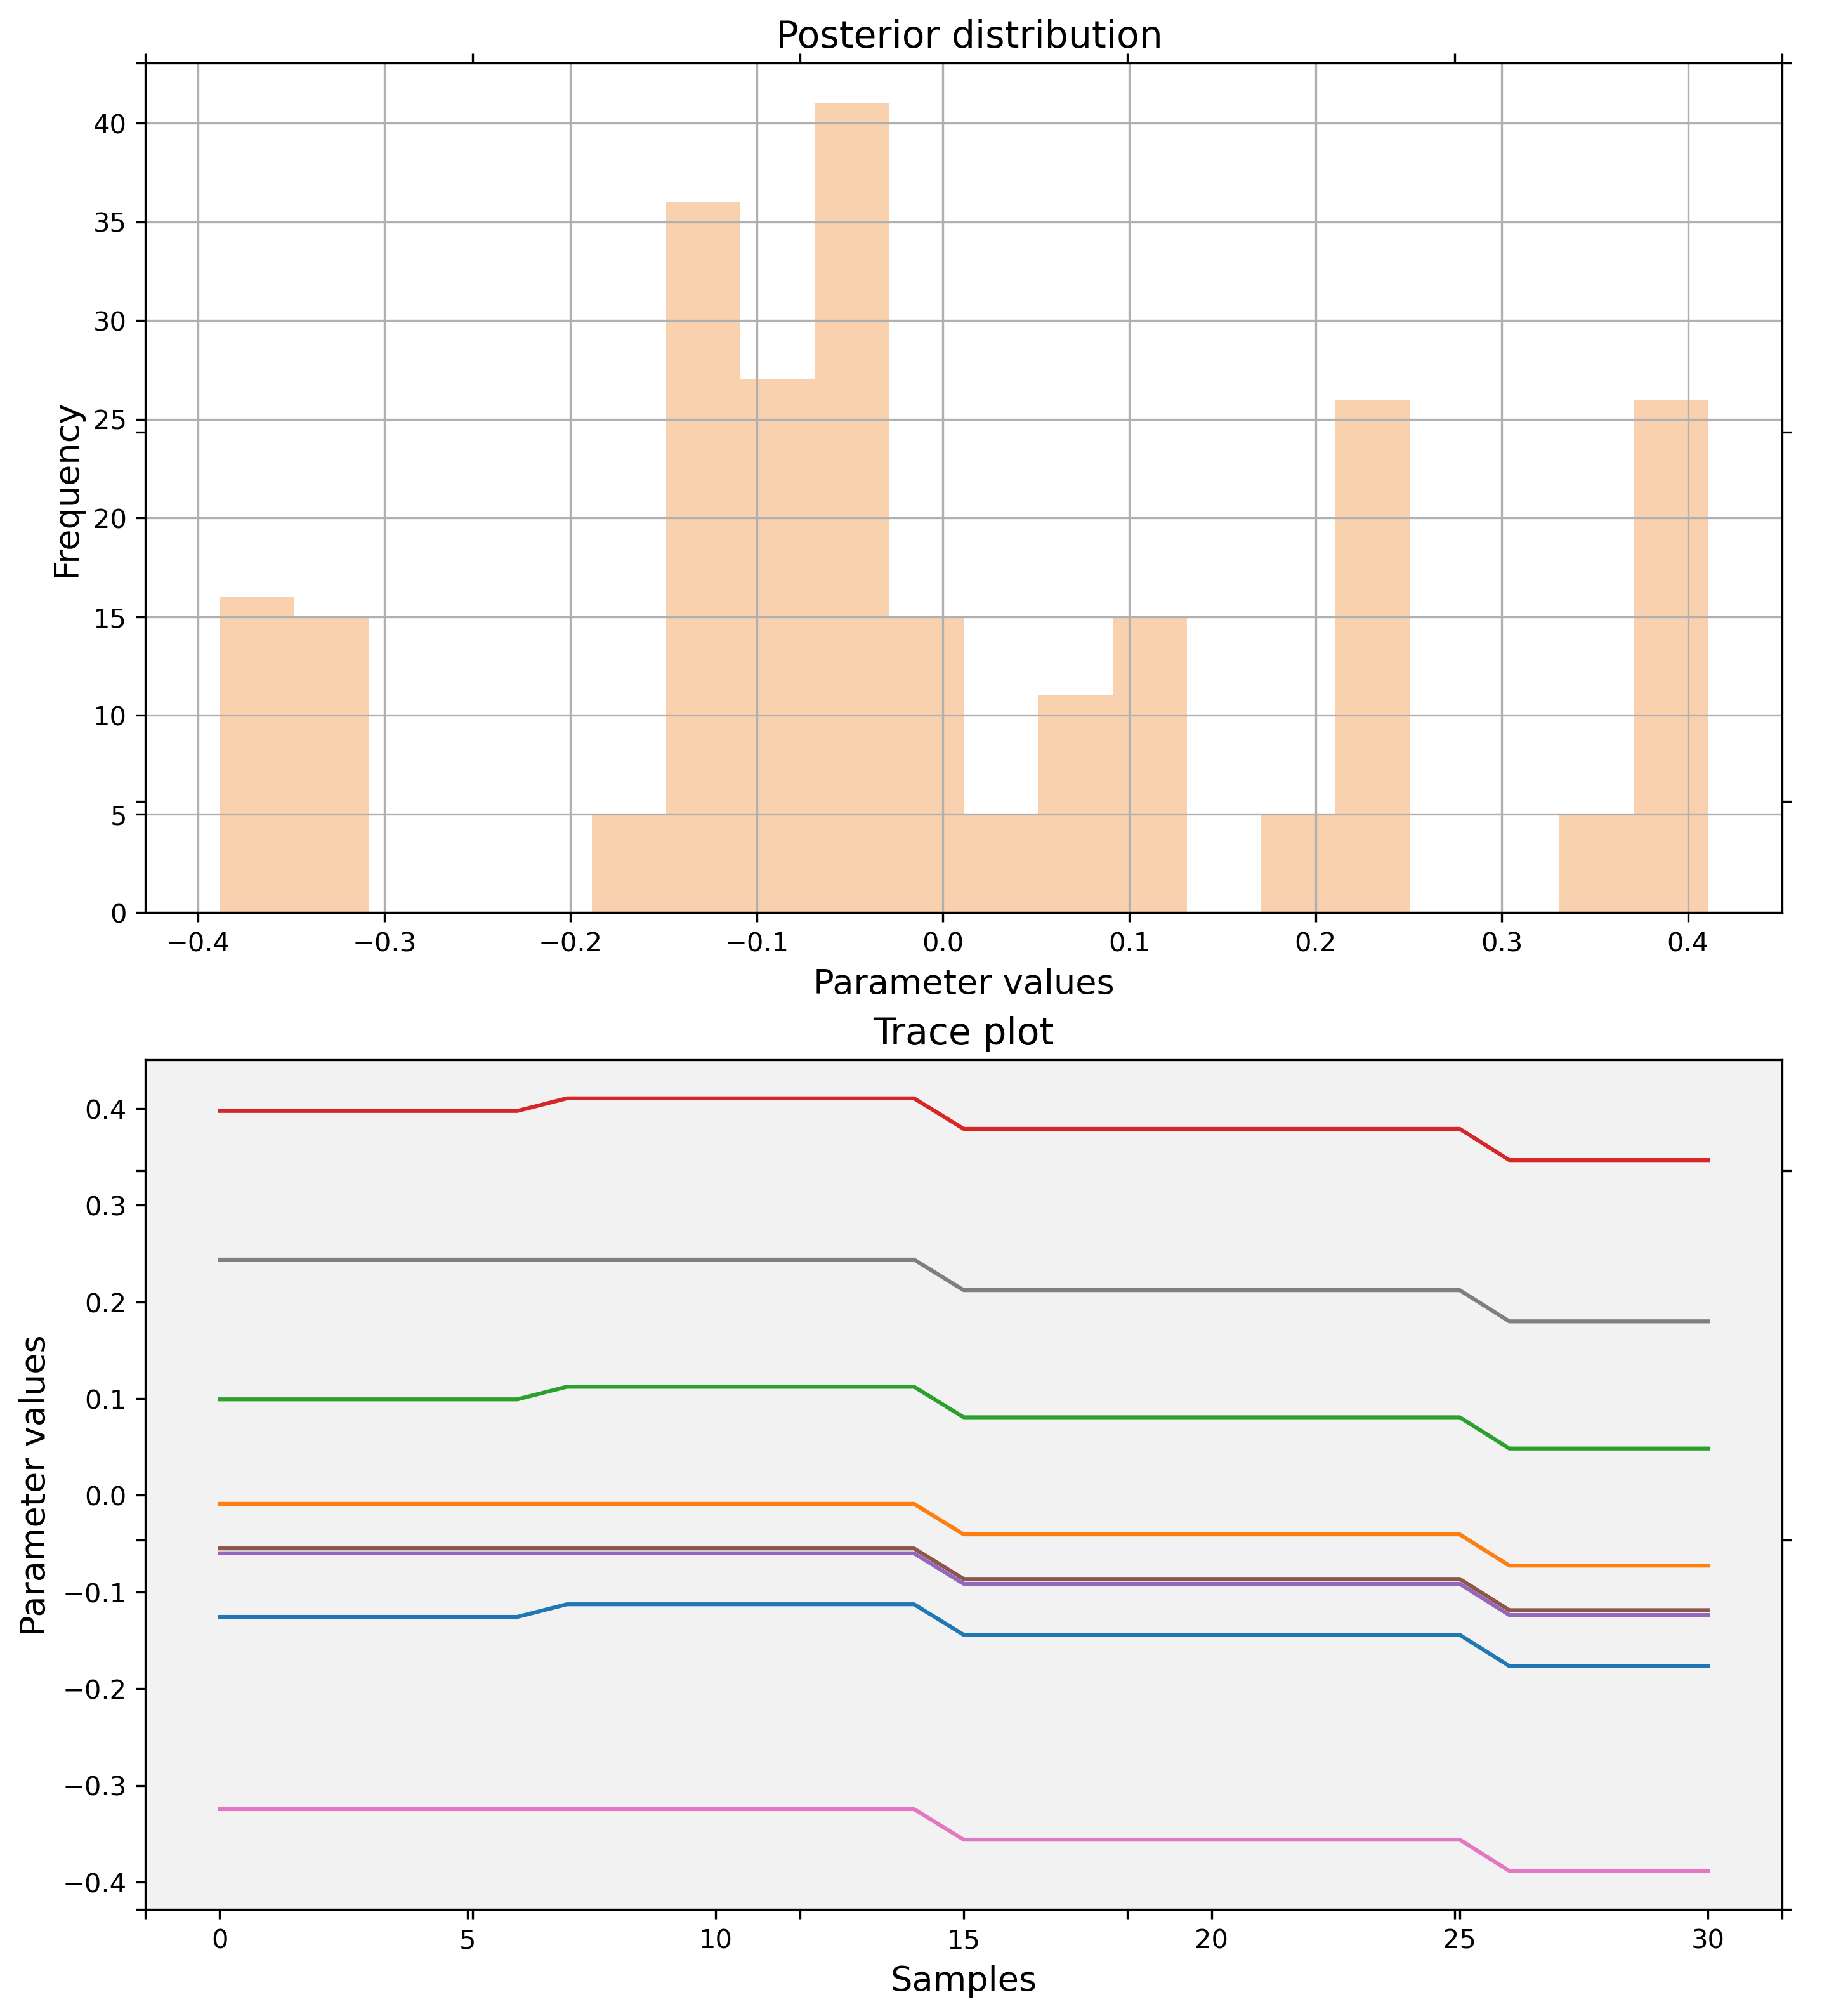 Posterior distribution
40
35
30
25
20
15
10
5
0
Frequency
−0.4 −0.3 −0.2 −0.1 0.0 0.1 0.2 0.3 0.4
Parameter values
Trace plot
0.4
0.3
0.2
0.1
0.0
−0.1
−0.2
−0.3
−0.4
Parameter values
0 5 10 15 20 25 30
Samples